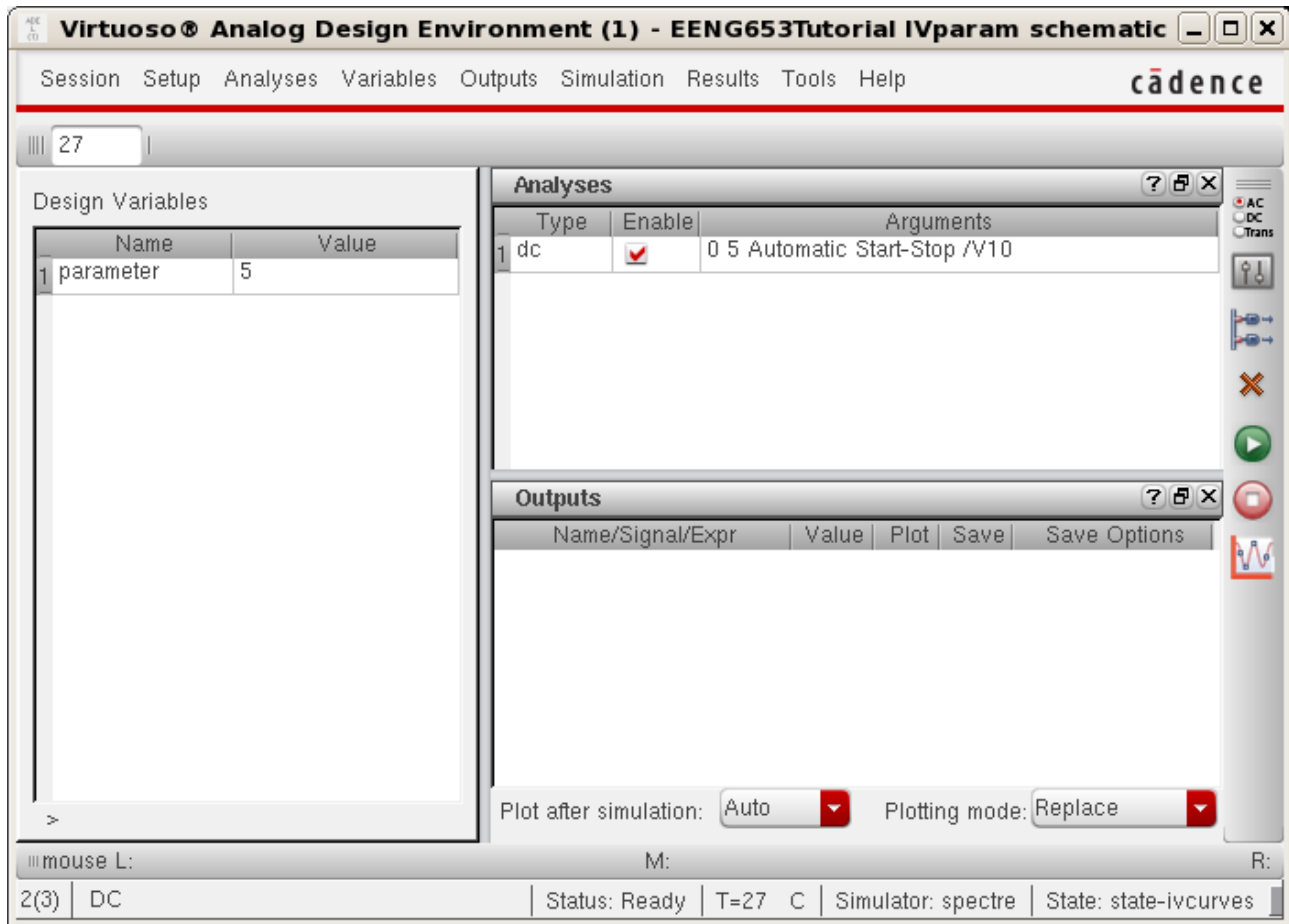 Virtuoso® Analog Design Environment (1) - EENG653Tutorial IVparam schematic
Session Setup Analyses Variables Outputs Simulation Results Tools Help
cādence
27
Design Variables
Name Value
1 parameter 5
>
Analyses
Type Enable Arguments
1 dc 0 5 Automatic Start-Stop /V10
Outputs
Name/Signal/Expr Value Plot Save Save Options
Plot after simulation: Auto Plotting mode: Replace
AC
DC
Trans
mouse L: M: R:
2(3) DC Status: Ready T=27 C Simulator: spectre State: state-ivcurves